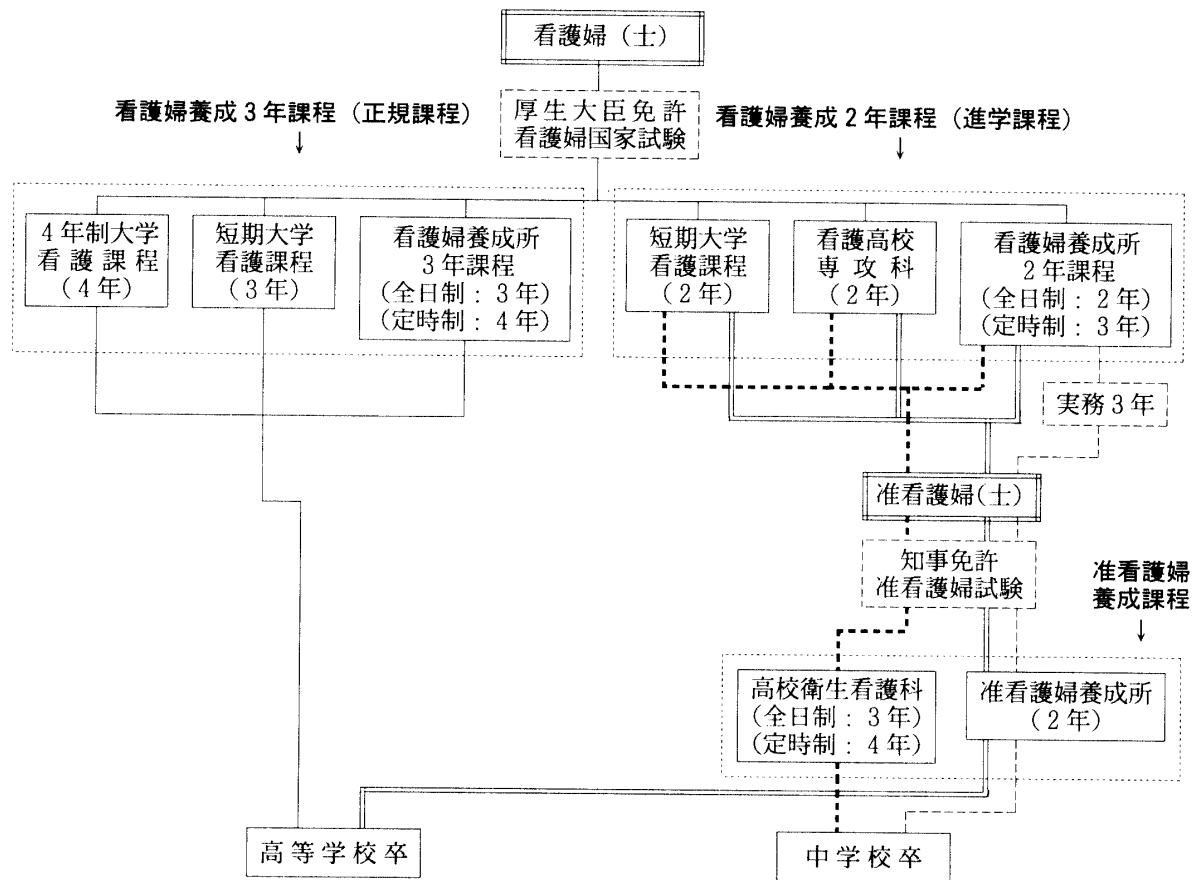 看護婦（士）
厚生大臣免許
看護婦国家試験
看護婦養成3年課程（正規課程）
↓
看護婦養成2年課程（進学課程）
↓
4年制大学
看護課程
（4年）
短期大学
看護課程
（3年）
看護婦養成所
3年課程
（全日制：3年）
（定時制：4年）
短期大学
看護課程
（2年）
看護高校
専攻科
（2年）
看護婦養成所
2年課程
（全日制：2年）
（定時制：3年）
実務3年
准看護婦（士）
知事免許
准看護婦試験
准看護婦
養成課程
↓
高校衛生看護科
（全日制：3年）
（定時制：4年）
准看護婦養成所
（2年）
高等学校卒
中学校卒